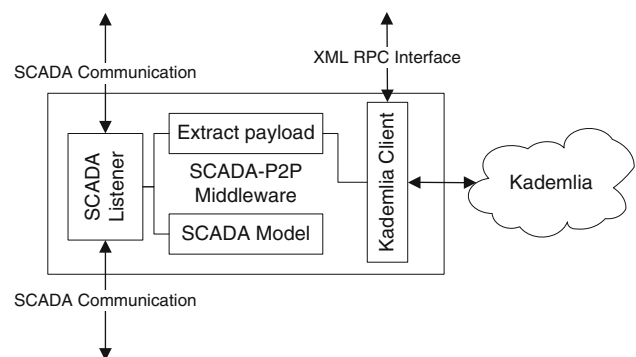 SCADA Communication
XML RPC Interface
SCADA
Listener
Extract payload
SCADA-P2P
Middleware
SCADA Model
Kademlia Client
Kademlia
SCADA Communication